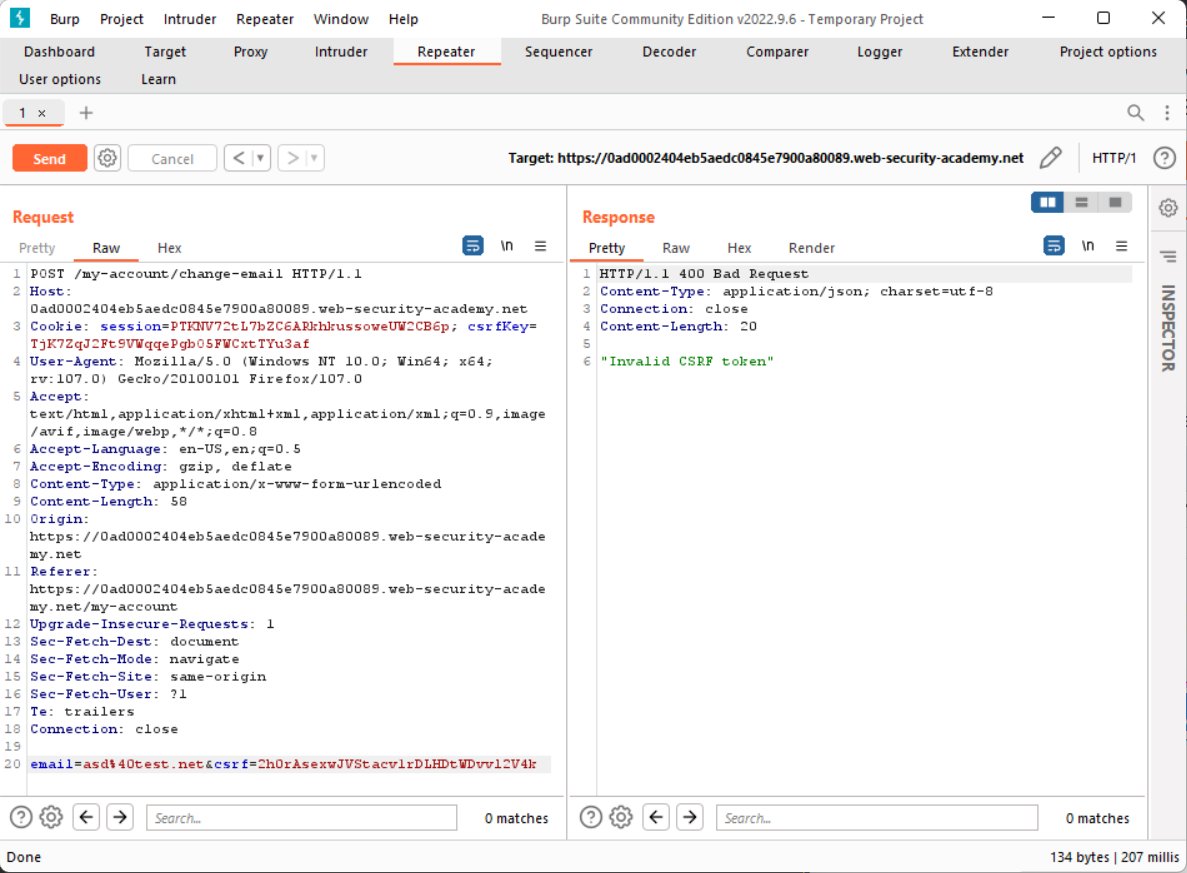 Burp Project Intruder Repeater Window Help Burp Suite Community Edition v2022.9.6 - Temporary Project
Dashboard Target Proxy Intruder Repeater Sequencer Decoder Comparer Logger Extender Project options
User options Learn
1 × +
Send Cancel < > Target: https://0ad0002404eb5aedc0845e7900a80089.web-security-academy.net HTTP/1 ?
Request
Pretty Raw Hex \n
1 POST /my-account/change-email HTTP/1.1
2 Host:
0ad0002404eb5aedc0845e7900a80089.web-security-academy.net
3 Cookie: session=PTKNV72tL7bZC6ARkhkussoweUW2CB6p; csrfKey=
TjK7ZqJ2Ft9VWqqePgb05FWCxtTYu3af
4 User-Agent: Mozilla/5.0 (Windows NT 10.0; Win64; x64;
rv:107.0) Gecko/20100101 Firefox/107.0
5 Accept:
text/html,application/xhtml+xml,application/xml;q=0.9,image
/avif,image/webp,*/*;q=0.8
6 Accept-Language: en-US,en;q=0.5
7 Accept-Encoding: gzip, deflate
8 Content-Type: application/x-www-form-urlencoded
9 Content-Length: 58
10 Origin:
https://0ad0002404eb5aedc0845e7900a80089.web-security-acade
my.net
11 Referer:
https://0ad0002404eb5aedc0845e7900a80089.web-security-acade
my.net/my-account
12 Upgrade-Insecure-Requests: 1
13 Sec-Fetch-Dest: document
14 Sec-Fetch-Mode: navigate
15 Sec-Fetch-Site: same-origin
16 Sec-Fetch-User: ?1
17 Te: trailers
18 Connection: close
19
20 email=asd%40test.net&csrf=2h0rAsexwJVStacv1rDLHDtWDvvl2V4k
? Search... 0 matches
Response
Pretty Raw Hex Render \n
1 HTTP/1.1 400 Bad Request
2 Content-Type: application/json; charset=utf-8
3 Connection: close
4 Content-Length: 20
5
6 "Invalid CSRF token"
? Search... 0 matches
INSPECTOR
Done 134 bytes | 207 millis